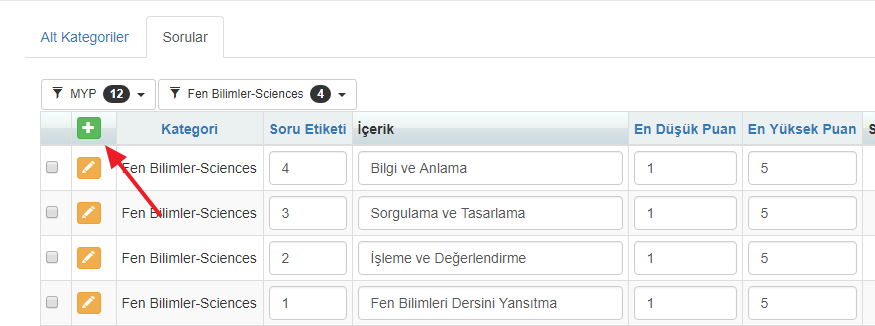 Alt Kategoriler Sorular
MYP 12 Fen Bilimler-Sciences 4
Kategori Soru Etiketi İçerik En Düşük Puan En Yüksek Puan S
Fen Bilimler-Sciences 4 Bilgi ve Anlama 1 5
Fen Bilimler-Sciences 3 Sorgulama ve Tasarlama 1 5
Fen Bilimler-Sciences 2 İşleme ve Değerlendirme 1 5
Fen Bilimler-Sciences 1 Fen Bilimleri Dersini Yansıtma 1 5